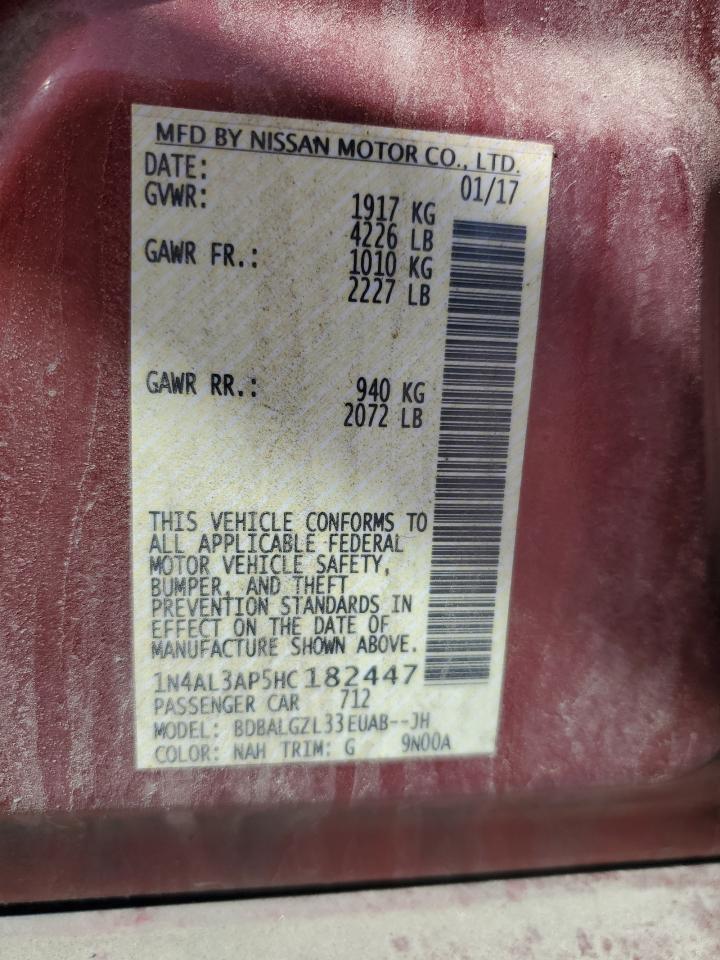 MFD BY NISSAN MOTOR CO., LTD.
DATE: 01/17
GVWR: 1917 KG
4226 LB
GAWR FR.: 1010 KG
2227 LB
GAWR RR.: 940 KG
2072 LB
THIS VEHICLE CONFORMS TO
ALL APPLICABLE FEDERAL
MOTOR VEHICLE SAFETY,
BUMPER, AND THEFT
PREVENTION STANDARDS IN
EFFECT ON THE DATE OF
MANUFACTURE SHOWN ABOVE.
1N4AL3AP5HC182447
PASSENGER CAR 712
MODEL: BDBALGZL33EUAB--JH
COLOR: NAH TRIM: G 9N00A